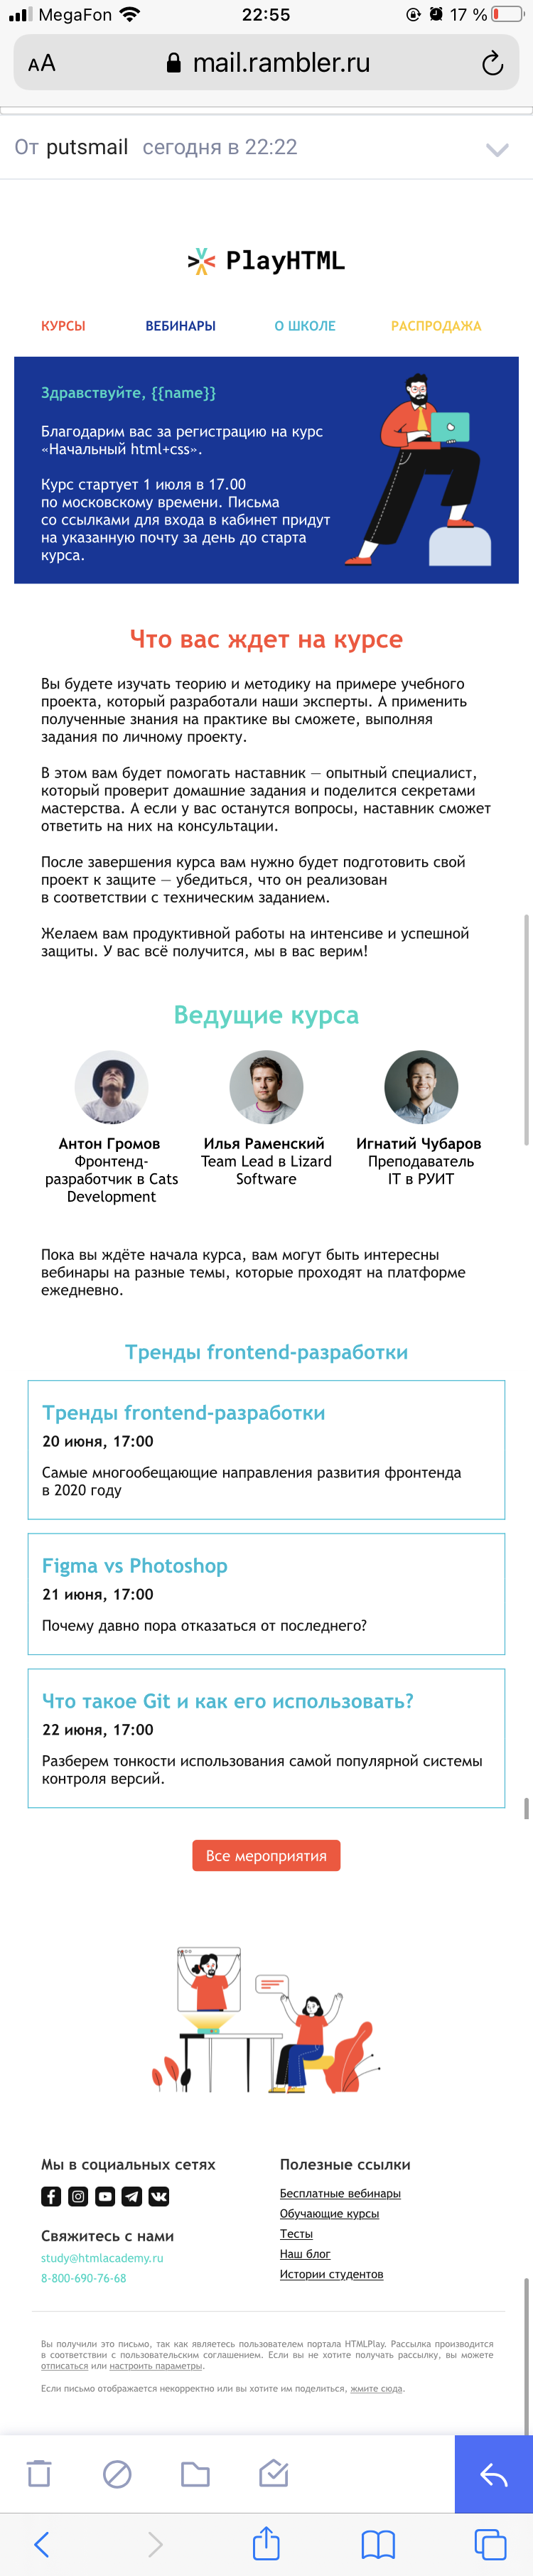 MegaFon 22:55 17 %
AA mail.rambler.ru
От putsmail сегодня в 22:22
PlayHTML
КУРСЫ ВЕБИНАРЫ О ШКОЛЕ РАСПРОДАЖА
Здравствуйте, {{name}}
Благодарим вас за регистрацию на курс
«Начальный html+css».
Курс стартует 1 июля в 17.00
по московскому времени. Письма
со ссылками для входа в кабинет придут
на указанную почту за день до старта
курса.
Что вас ждет на курсе
Вы будете изучать теорию и методику на примере учебного
проекта, который разработали наши эксперты. А применить
полученные знания на практике вы сможете, выполняя
задания по личному проекту.
В этом вам будет помогать наставник — опытный специалист,
который проверит домашние задания и поделится секретами
мастерства. А если у вас останутся вопросы, наставник сможет
ответить на них на консультации.
После завершения курса вам нужно будет подготовить свой
проект к защите — убедиться, что он реализован
в соответствии с техническим заданием.
Желаем вам продуктивной работы на интенсиве и успешной
защиты. У вас всё получится, мы в вас верим!
Ведущие курса
Антон Громов
Фронтенд-
разработчик в Cats
Development
Илья Раменский
Team Lead в Lizard
Software
Игнатий Чубаров
Преподаватель
IT в РУИТ
Пока вы ждёте начала курса, вам могут быть интересны
вебинары на разные темы, которые проходят на платформе
ежедневно.
Тренды frontend-разработки
Тренды frontend-разработки
20 июня, 17:00
Самые многообещающие направления развития фронтенда
в 2020 году
Figma vs Photoshop
21 июня, 17:00
Почему давно пора отказаться от последнего?
Что такое Git и как его использовать?
22 июня, 17:00
Разберем тонкости использования самой популярной системы
контроля версий.
Все мероприятия
Мы в социальных сетях
Свяжитесь с нами
study@htmlacademy.ru
8-800-690-76-68
Полезные ссылки
Бесплатные вебинары
Обучающие курсы
Тесты
Наш блог
Истории студентов
Вы получили это письмо, так как являетесь пользователем портала HTMLPlay. Рассылка производится
в соответствии с пользовательским соглашением. Если вы не хотите получать рассылку, вы можете
отписаться или настроить параметры.
Если письмо отображается некорректно или вы хотите им поделиться, жмите сюда.